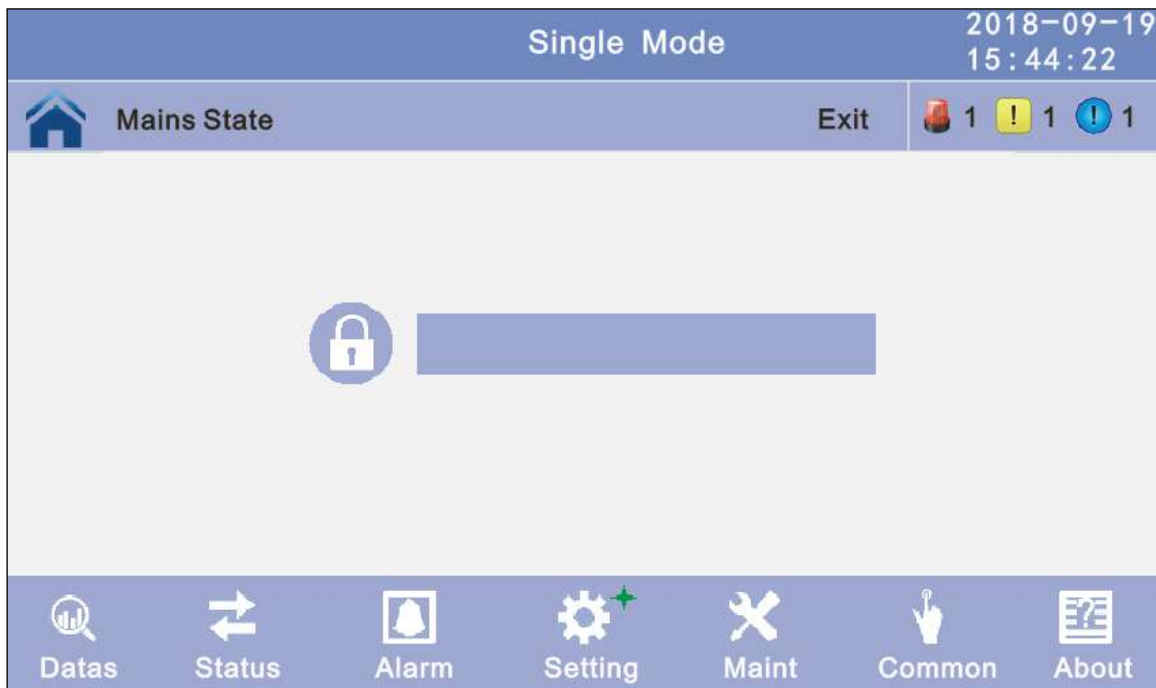 Single Mode
2018-09-19
15:44:22
Mains State Exit 1 ! 1 ! 1
Datas Status Alarm Setting Maint Common About